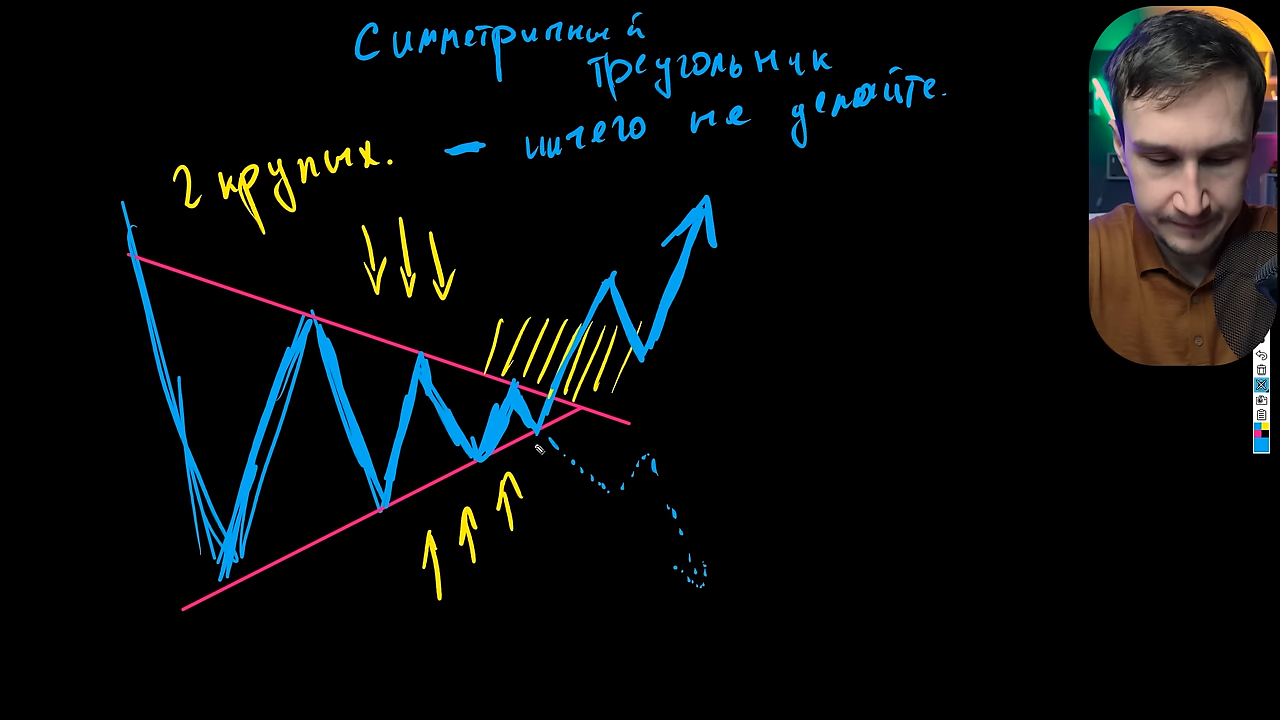 Симметричный
треугольник
- ничего не делайте.
2 крупных.